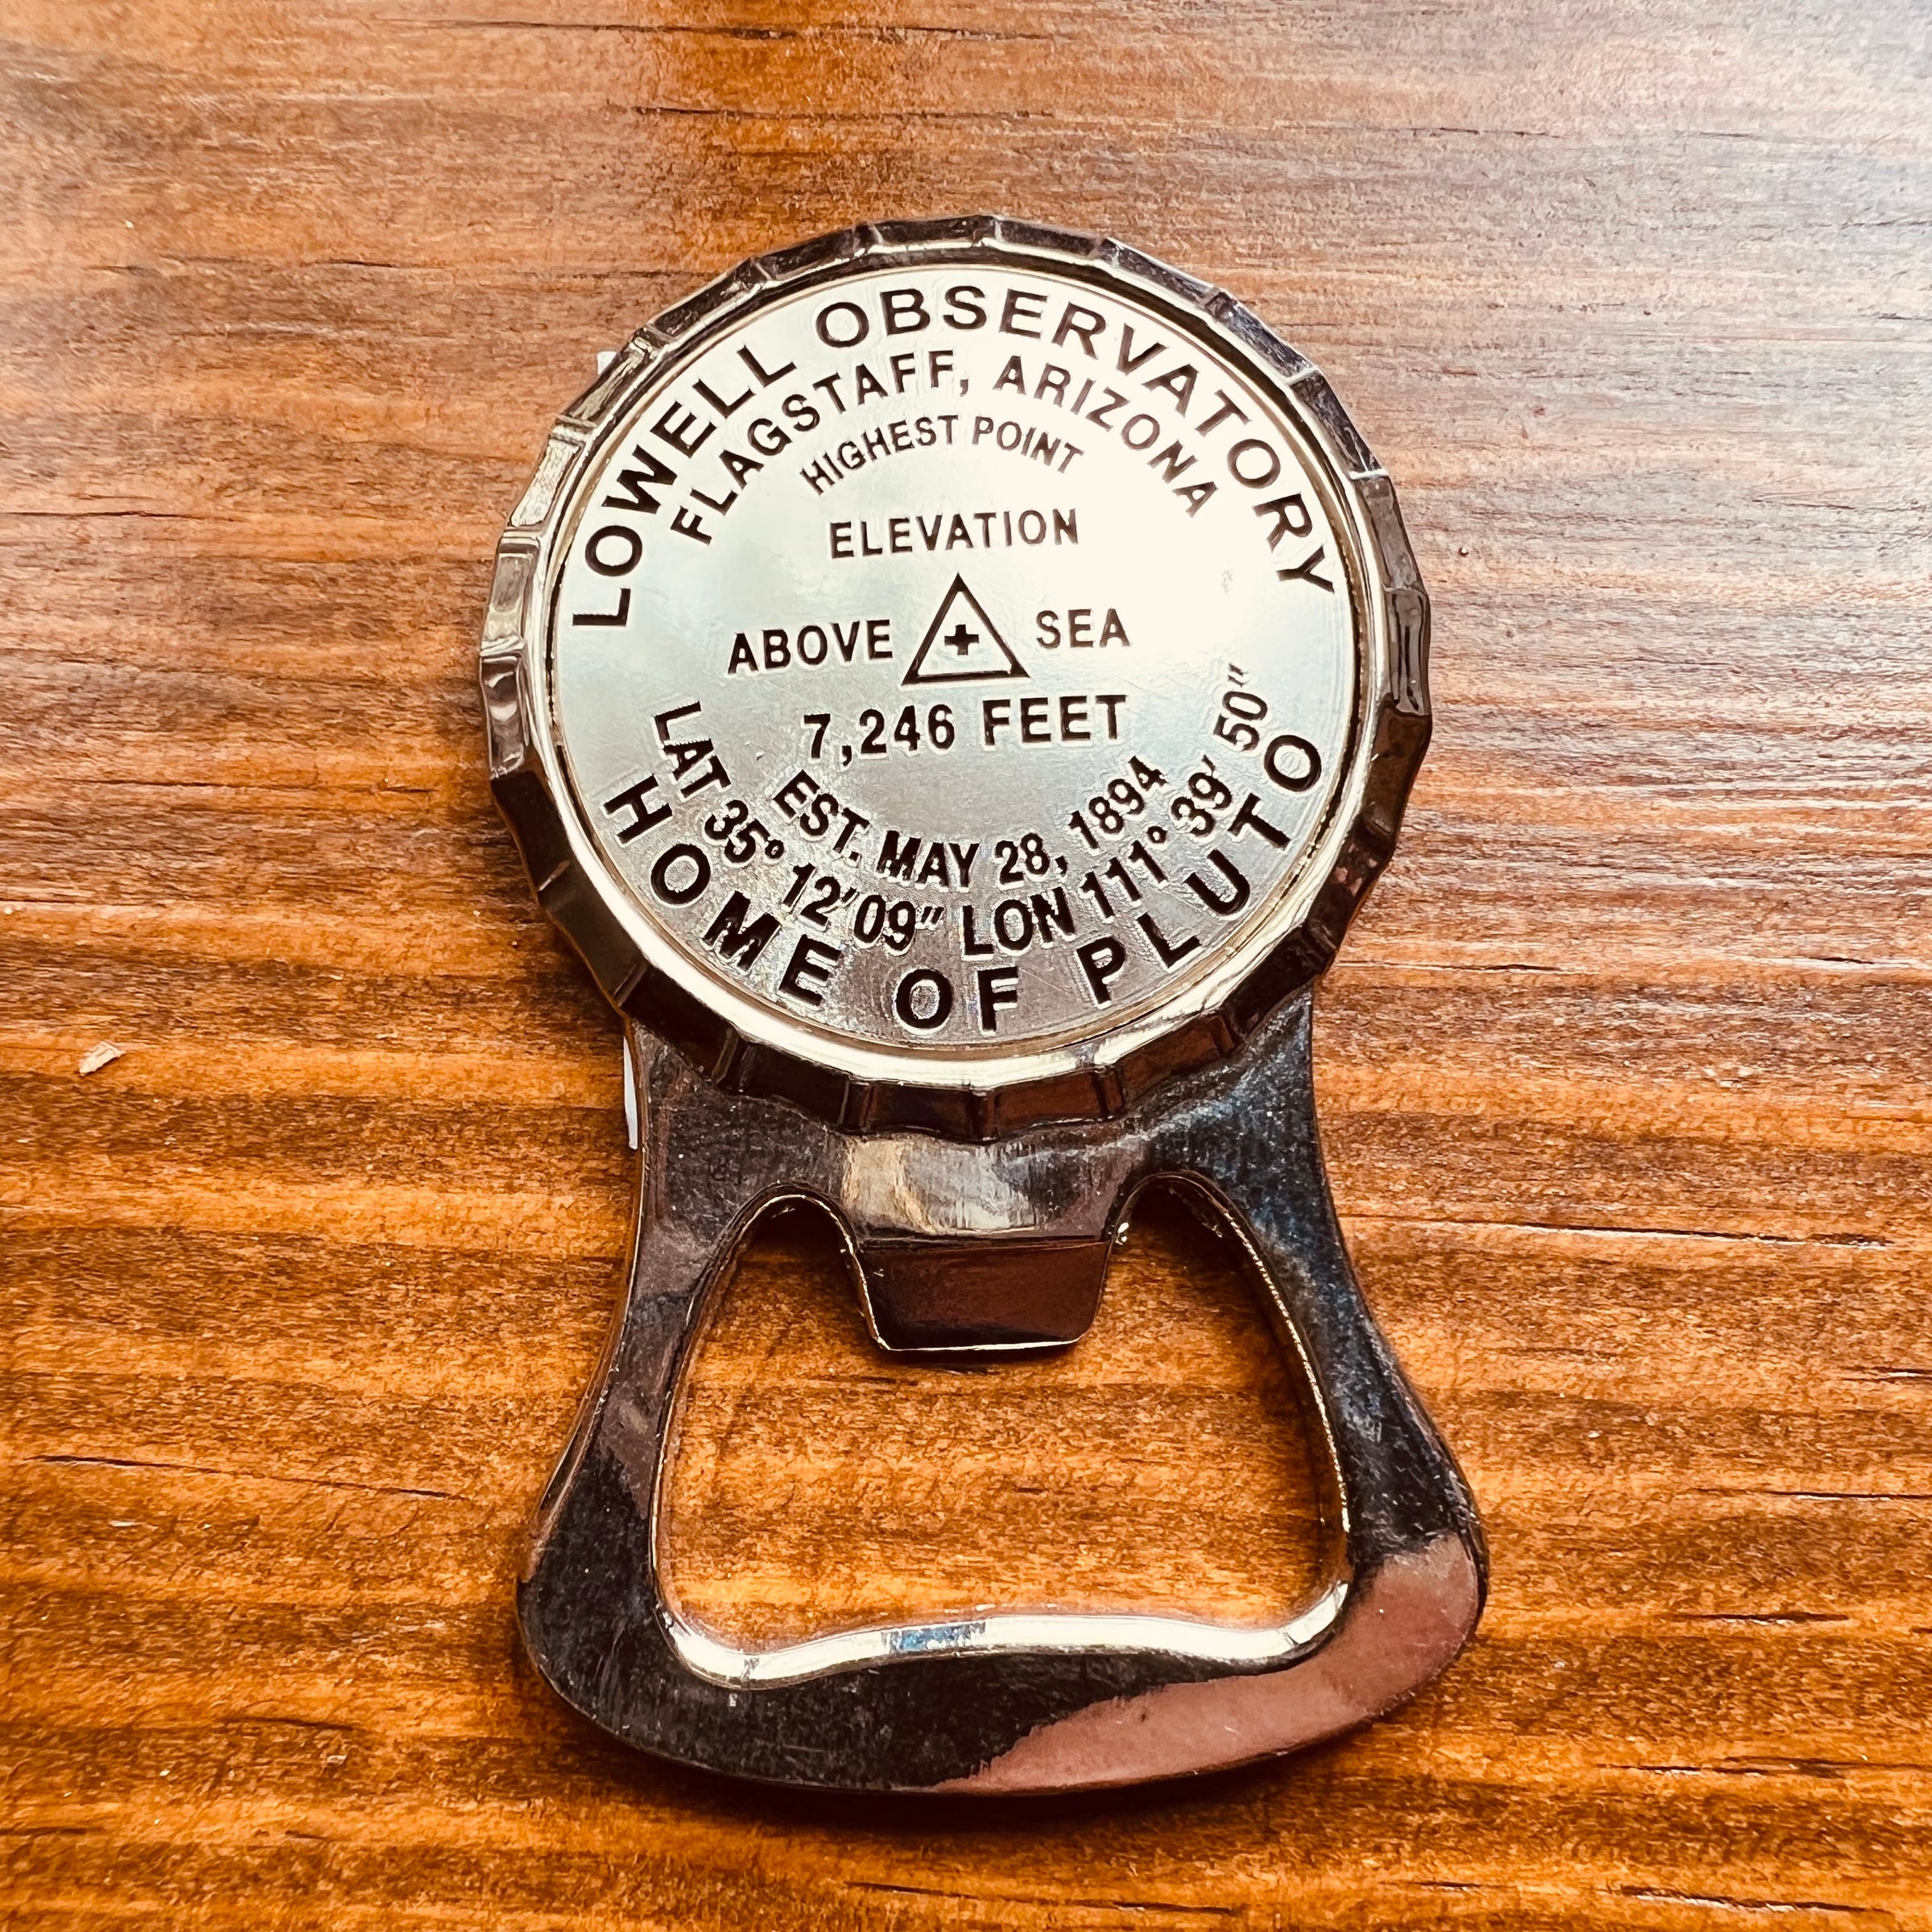 LOWELL OBSERVATORY
FLAGSTAFF, ARIZONA
HIGHEST POINT
ELEVATION
ABOVE SEA
7,246 FEET
EST. MAY 28, 1894
LAT 35° 12'09" LON 111° 39' 50"
HOME OF PLUTO